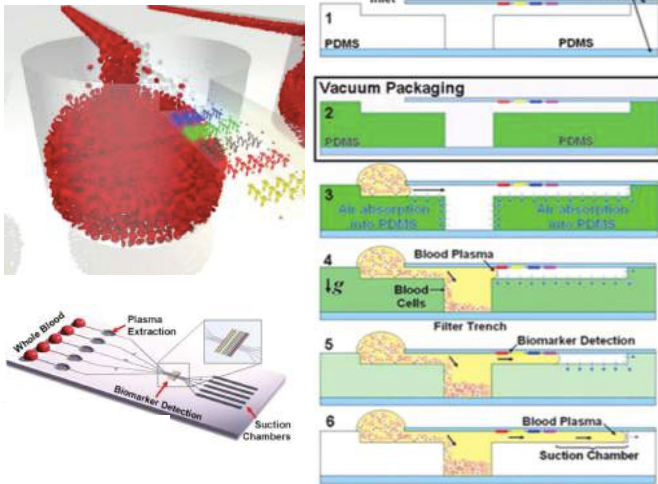 Whole Blood
Plasma
Extraction
Biomarker Detection
Suction
Chambers
Inlet
1
PDMS
PDMS
Vacuum Packaging
2
PDMS
PDMS
3
Air absorption
into PDMS
Air absorption
into PDMS
4
Blood Plasma
g
Blood
Cells
Filter Trench
5
Biomarker Detection
6
Blood Plasma
Suction Chamber